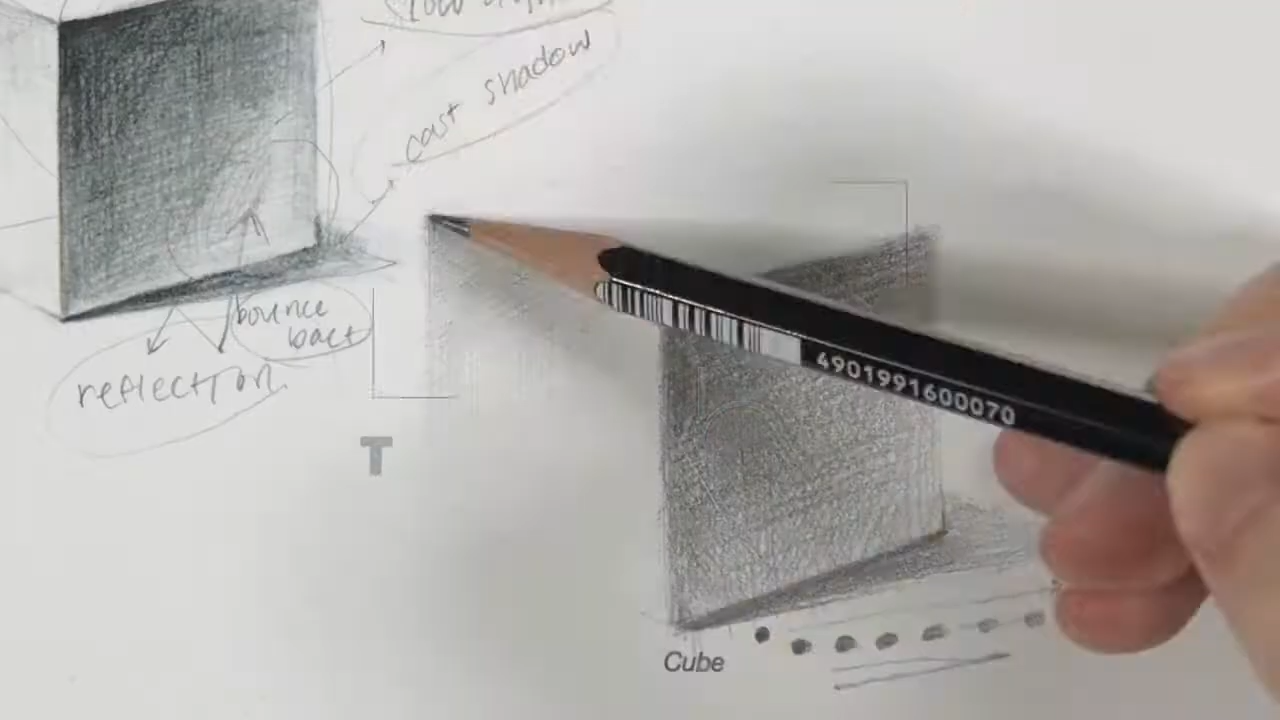 cast shadow
bounce
back
reflection.
4901991600070
T
Cube